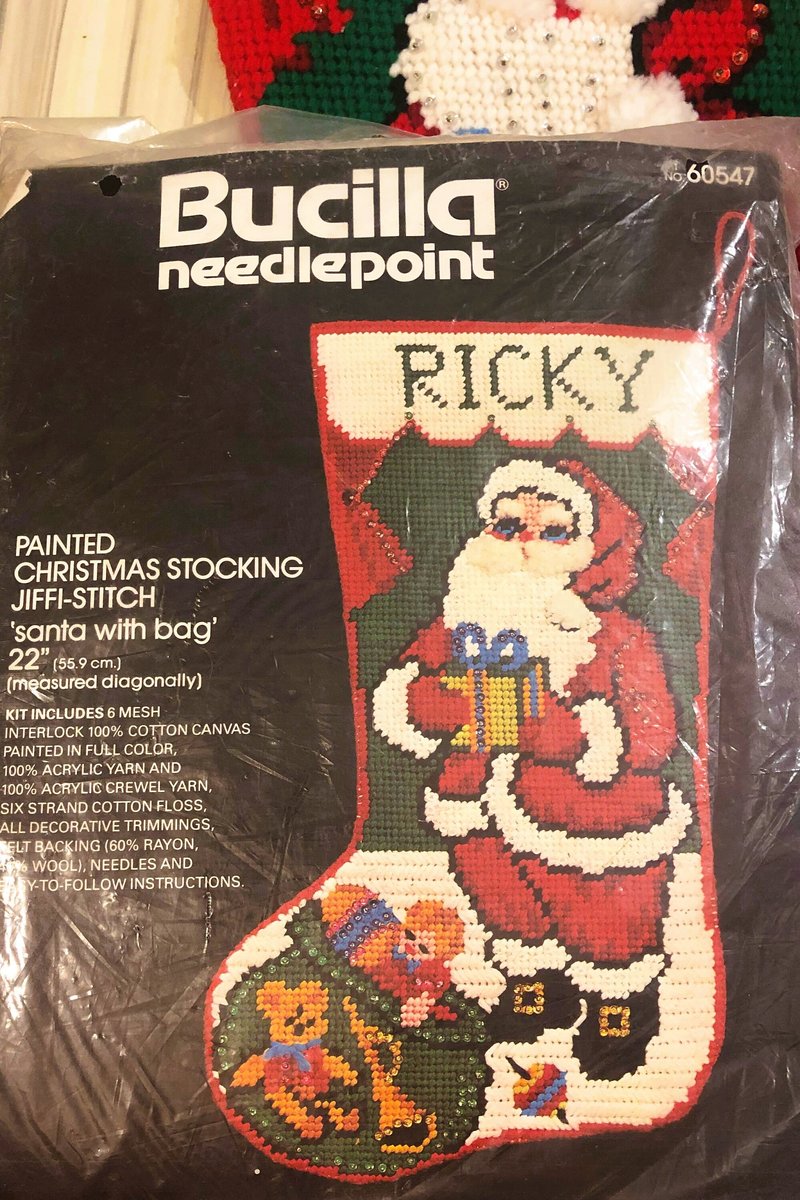 Bucilla®
needlepoint
NO. 60547
RICKY
PAINTED
CHRISTMAS STOCKING
JIFFI-STITCH
'santa with bag'
22" (55.9 cm.)
(measured diagonally)
KIT INCLUDES 6 MESH
INTERLOCK 100% COTTON CANVAS
PAINTED IN FULL COLOR,
100% ACRYLIC YARN AND
100% ACRYLIC CREWEL YARN,
SIX STRAND COTTON FLOSS,
ALL DECORATIVE TRIMMINGS,
BACKING (60% RAYON,
WOOL), NEEDLES AND
INSTRUCTIONS.